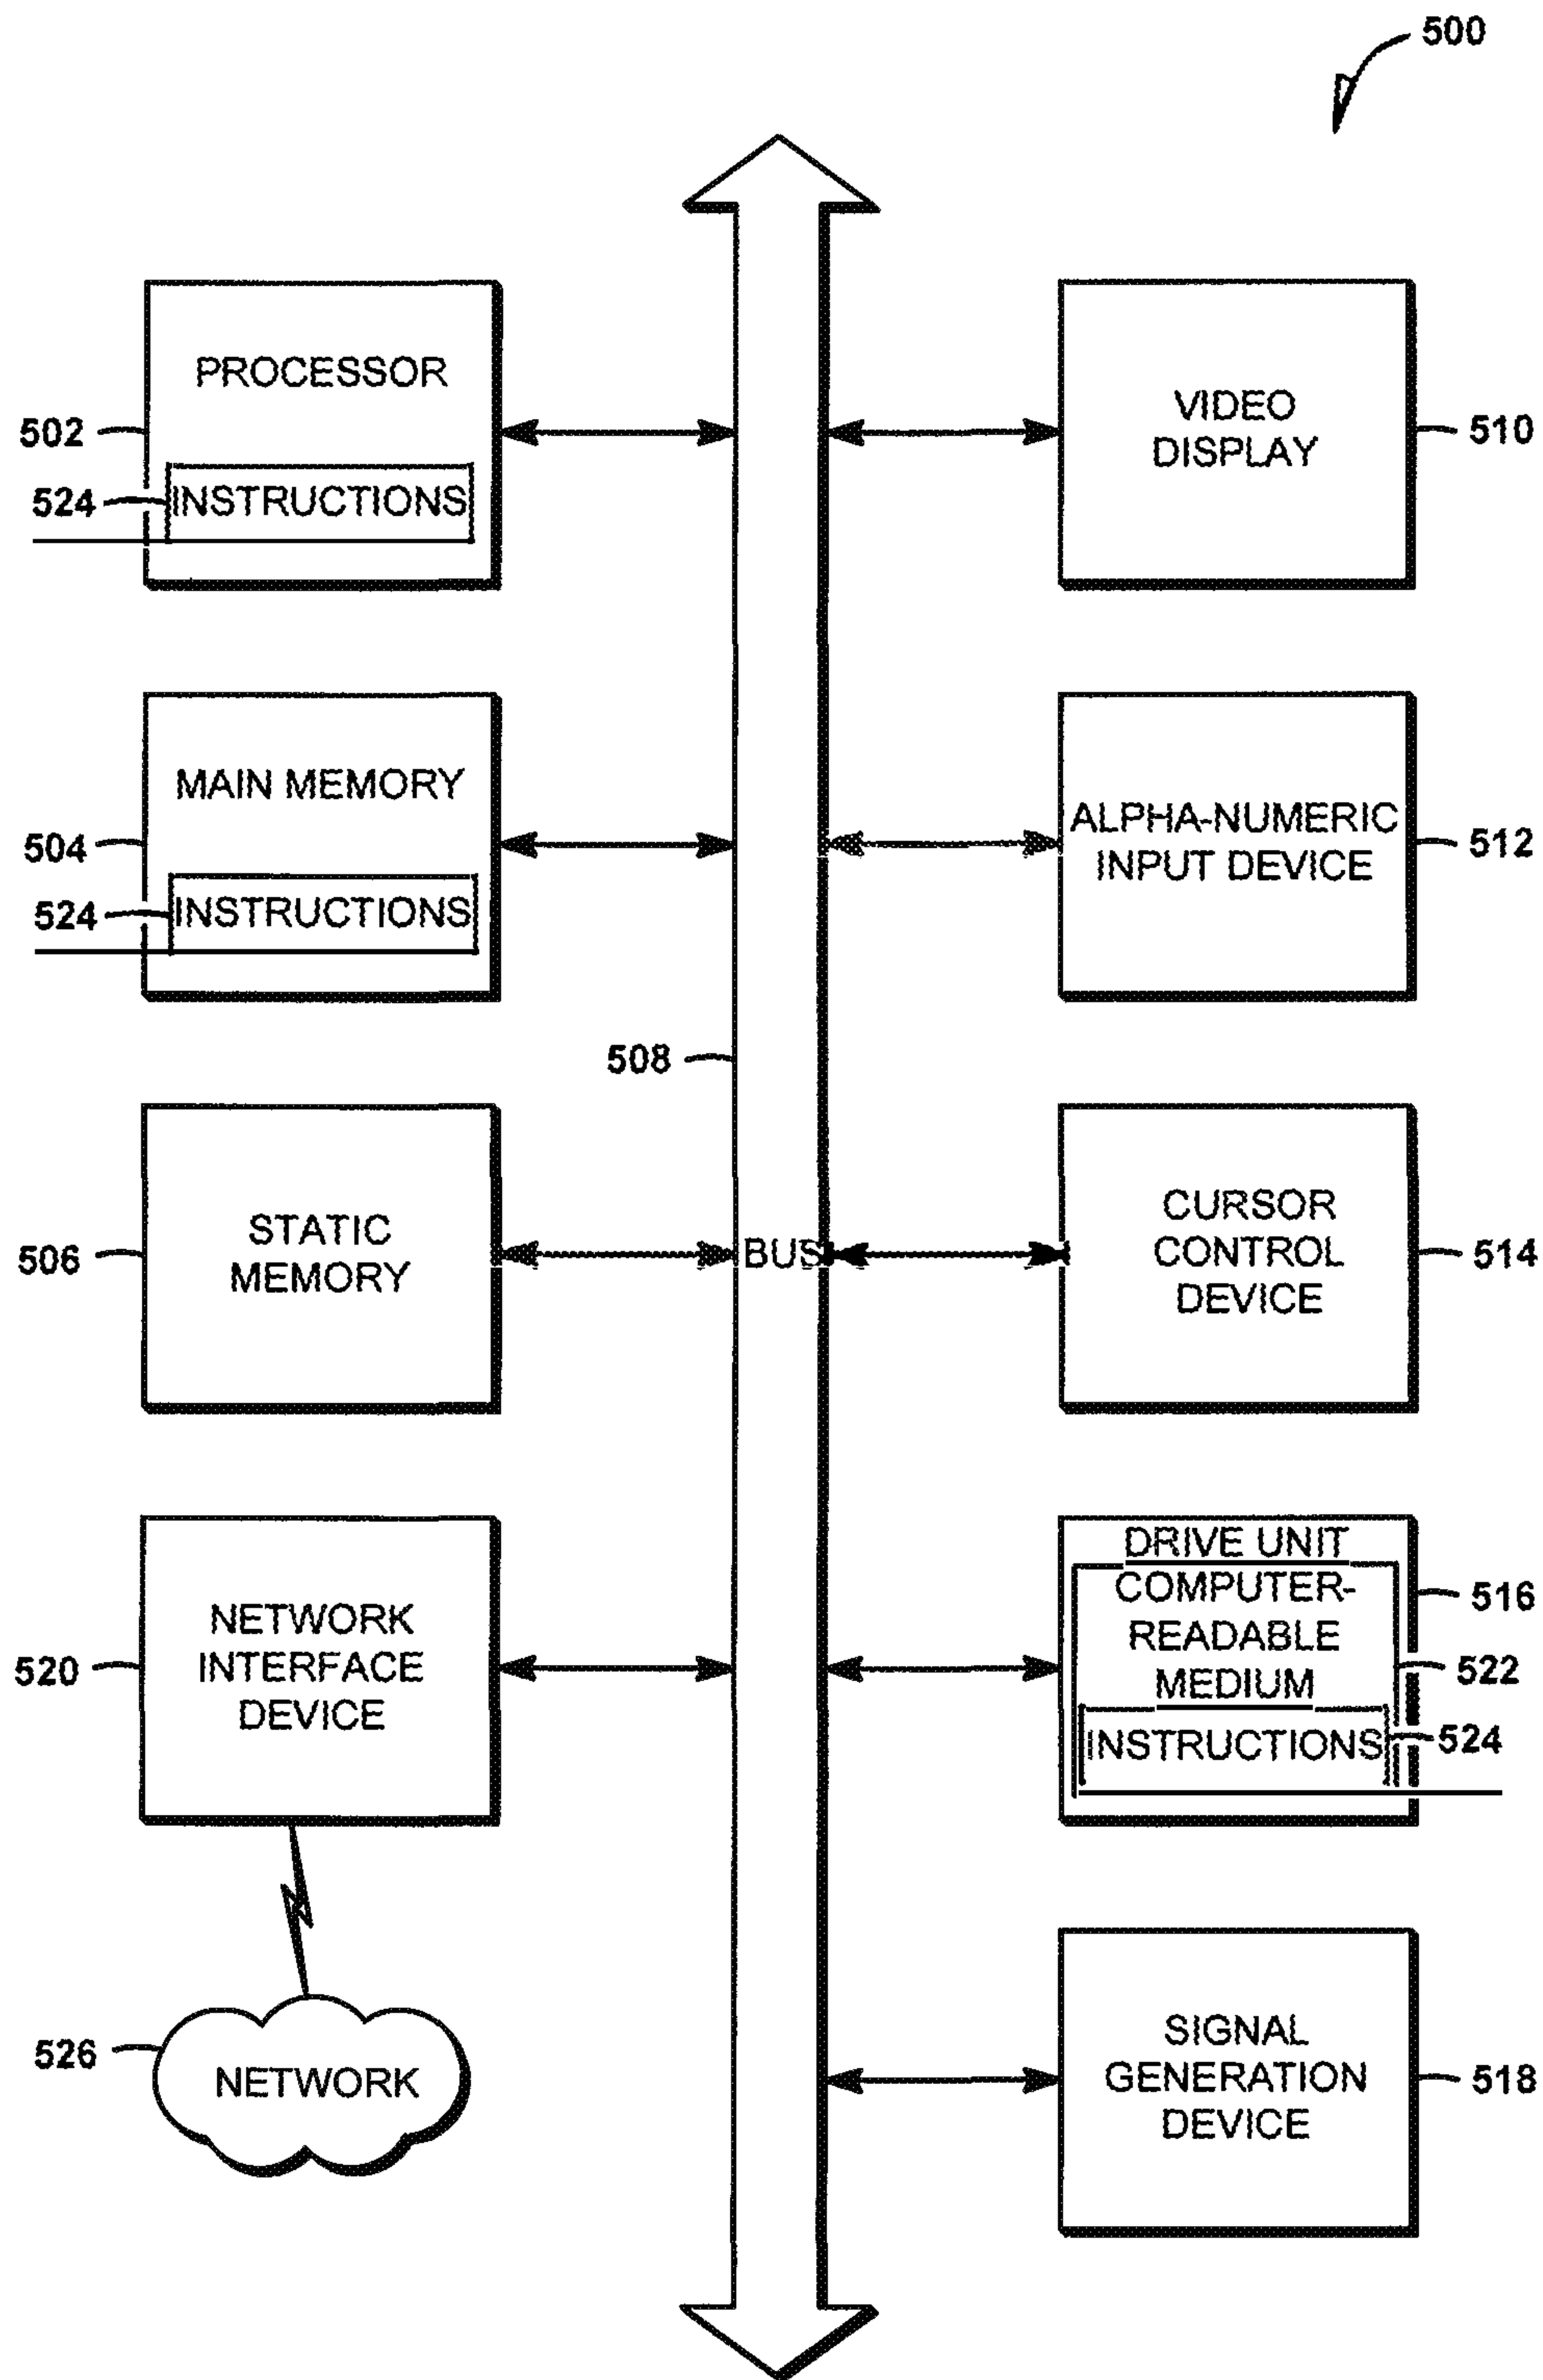 500
PROCESSOR
502
524
INSTRUCTIONS
VIDEO
DISPLAY
510
MAIN MEMORY
504
524
INSTRUCTIONS
ALPHA-NUMERIC
INPUT DEVICE
512
508
STATIC
MEMORY
506
BUS
CURSOR
CONTROL
DEVICE
514
NETWORK
INTERFACE
DEVICE
520
DRIVE UNIT
COMPUTER-
READABLE
MEDIUM
INSTRUCTIONS
516
522
524
526
NETWORK
SIGNAL
GENERATION
DEVICE
518